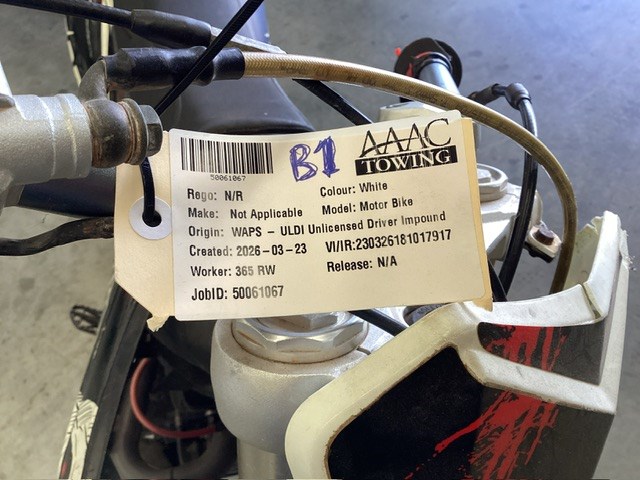 50061067
B1
AAAC
TOWING
Rego: N/R
Colour: White
Make: Not Applicable
Model: Motor Bike
Origin: WAPS - ULDI Unlicensed Driver Impound
Created: 2026-03-23
VI/IR:230326181017917
Worker: 365 RW
Release: N/A
JobID: 50061067